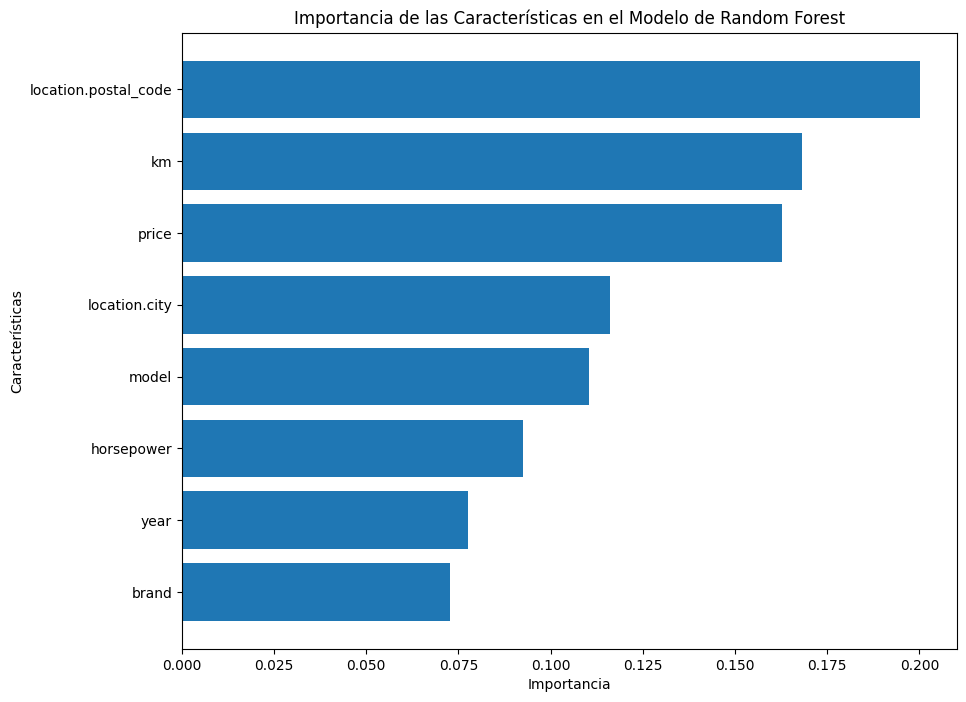 Importancia de las Características en el Modelo de Random Forest
Características
location.postal_code
km
price
location.city
model
horsepower
year
brand
0.000 0.025 0.050 0.075 0.100 0.125 0.150 0.175 0.200
Importancia